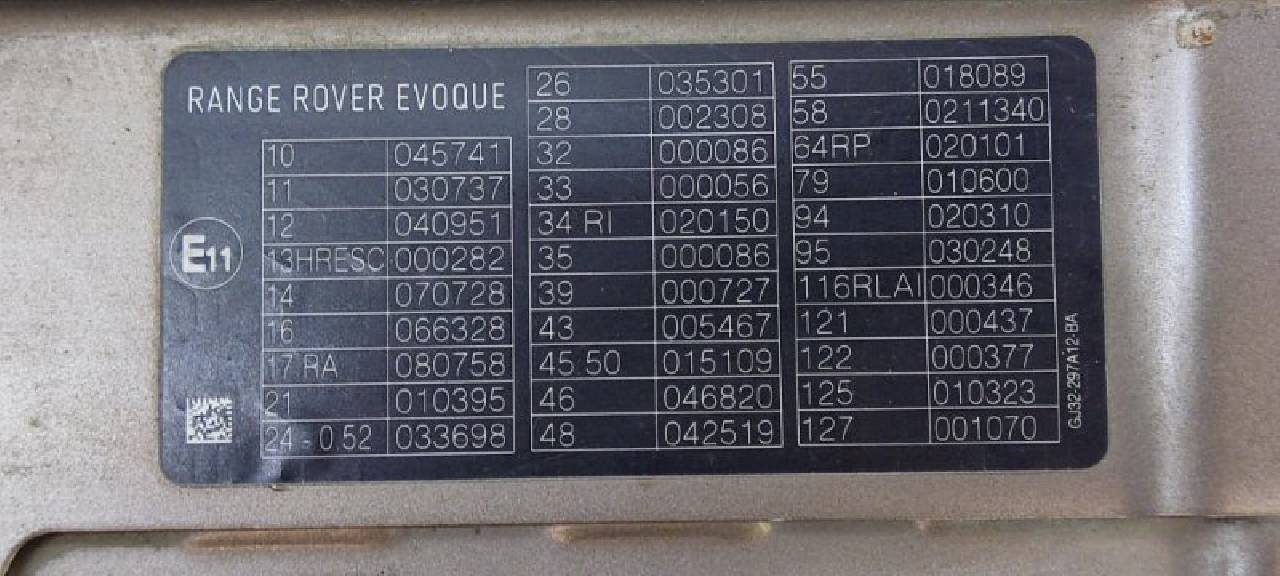 RANGE ROVER EVOQUE
E11
10 045741
11 030737
12 040951
13HRESC 000282
14 070728
16 066328
17 RA 080758
21 010395
24 - 0.52 033698
26 035301
28 002308
32 000086
33 000056
34 RI 020150
35 000086
39 000727
43 005467
45.50 015109
46 046820
48 042519
55 018089
58 0211340
64RP 020101
79 010600
94 020310
95 030248
116RLAI 000346
121 000437
122 000377
125 010323
127 001070
GJ32-297A12-BA